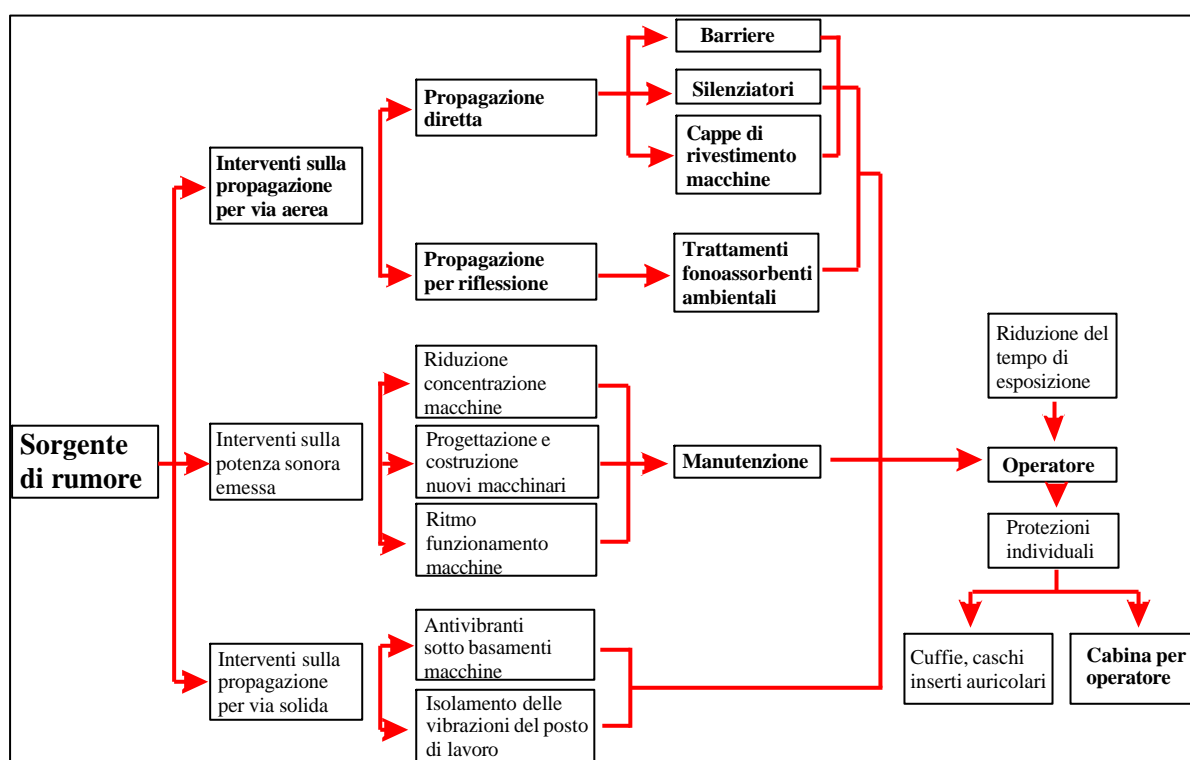 Sorgente
di rumore
Interventi sulla
propagazione
per via aerea
Propagazione
diretta
Barriere
Silenziatori
Cappe di
rivestimento
macchine
Propagazione
per riflessione
Trattamenti
fonoassorbenti
ambientali
Interventi sulla
potenza sonora
emessa
Riduzione
concentrazione
macchine
Progettazione e
costruzione
nuovi macchinari
Ritmo
funzionamento
macchine
Manutenzione
Interventi sulla
propagazione
per via solida
Antivibranti
sotto basamenti
macchine
Isolamento delle
vibrazioni del posto
di lavoro
Riduzione del
tempo di
esposizione
Operatore
Protezioni
individuali
Cuffie, caschi
inserti auricolari
Cabina per
operatore